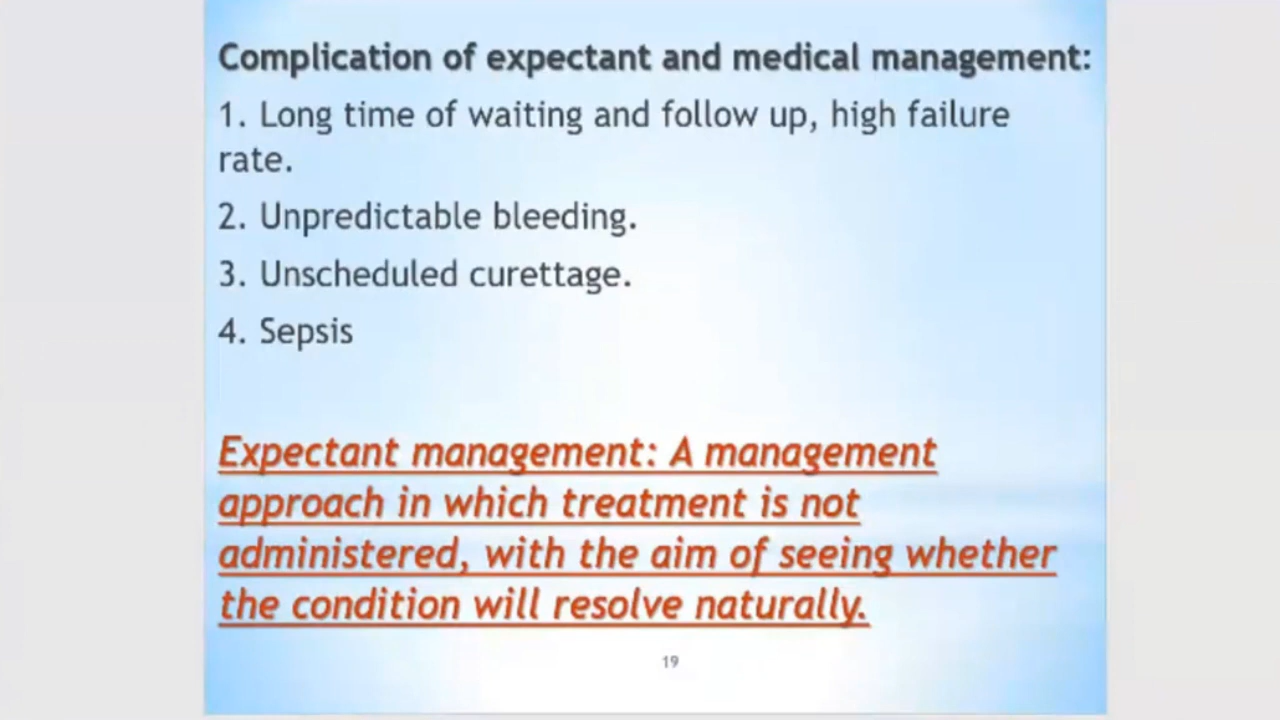 Complication of expectant and medical management:
1. Long time of waiting and follow up, high failure
rate.
2. Unpredictable bleeding.
3. Unscheduled curettage.
4. Sepsis
Expectant management: A management
approach in which treatment is not
administered, with the aim of seeing whether
the condition will resolve naturally.
19